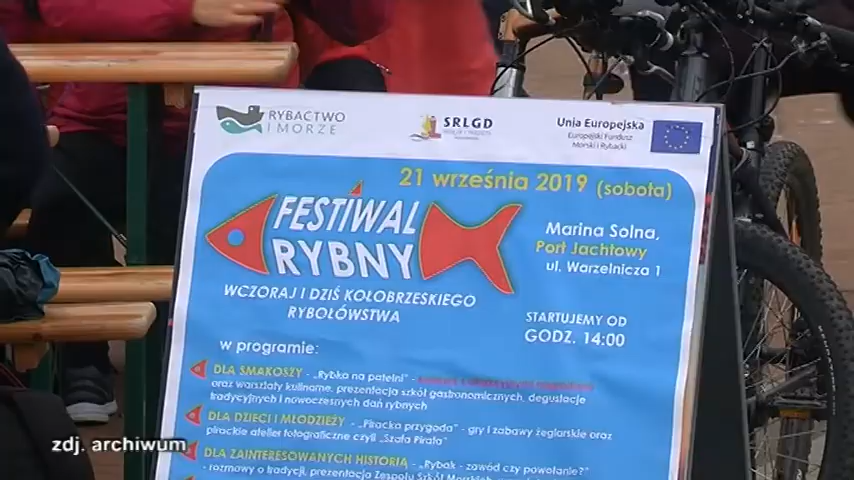 RYBACTWO
I MORZE
SRLGD
Unia Europejska
Europejski Fundusz
Morski i Rybacki
21 września 2019 (sobota)
FESTIWAL
RYBNY
WCZORAJ I DZIŚ KOŁOBRZESKIEGO
RYBOŁÓWSTWA
Marina Solna,
Port Jachtowy
ul. Warzelnicza 1
STARTUJEMY OD
GODZ. 14:00
w programie:
DLA SMAKOSZY - „Rybka na patelni" -
oraz warsztaty kulinarne, prezentacja szkół gastronomicznych, degustacje
tradycyjnych i nowoczesnych dań rybnych
DLA DZIECI I MŁODZIEŻY - „Piracka przygoda" - gry i zabawy żeglarskie oraz
pirackie atelier fotograficzne czyli „Szafa Pirata"
DLA ZAINTERESOWANYCH HISTORIĄ - „Rybak - zawód czy powołanie?"
- rozmowy o tradycji, prezentacja Zespołu Szkół Morskich
zdj. archiwum